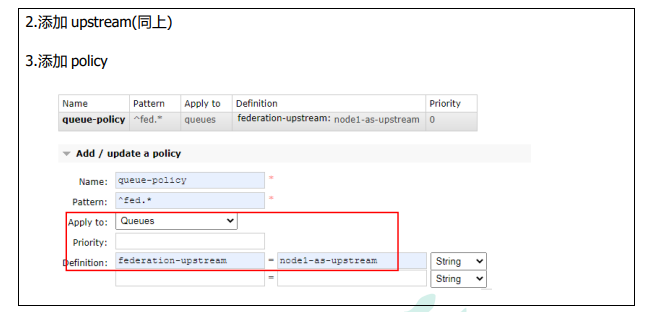 2.添加 upstream(同上)
3.添加 policy
Name Pattern Apply to Definition Priority
queue-policy ^fed.* queues federation-upstream: node1-as-upstream 0
Add / update a policy
Name: queue-policy *
Pattern: ^fed.* *
Apply to: Queues
Priority:
Definition: federation-upstream = node1-as-upstream String
= String